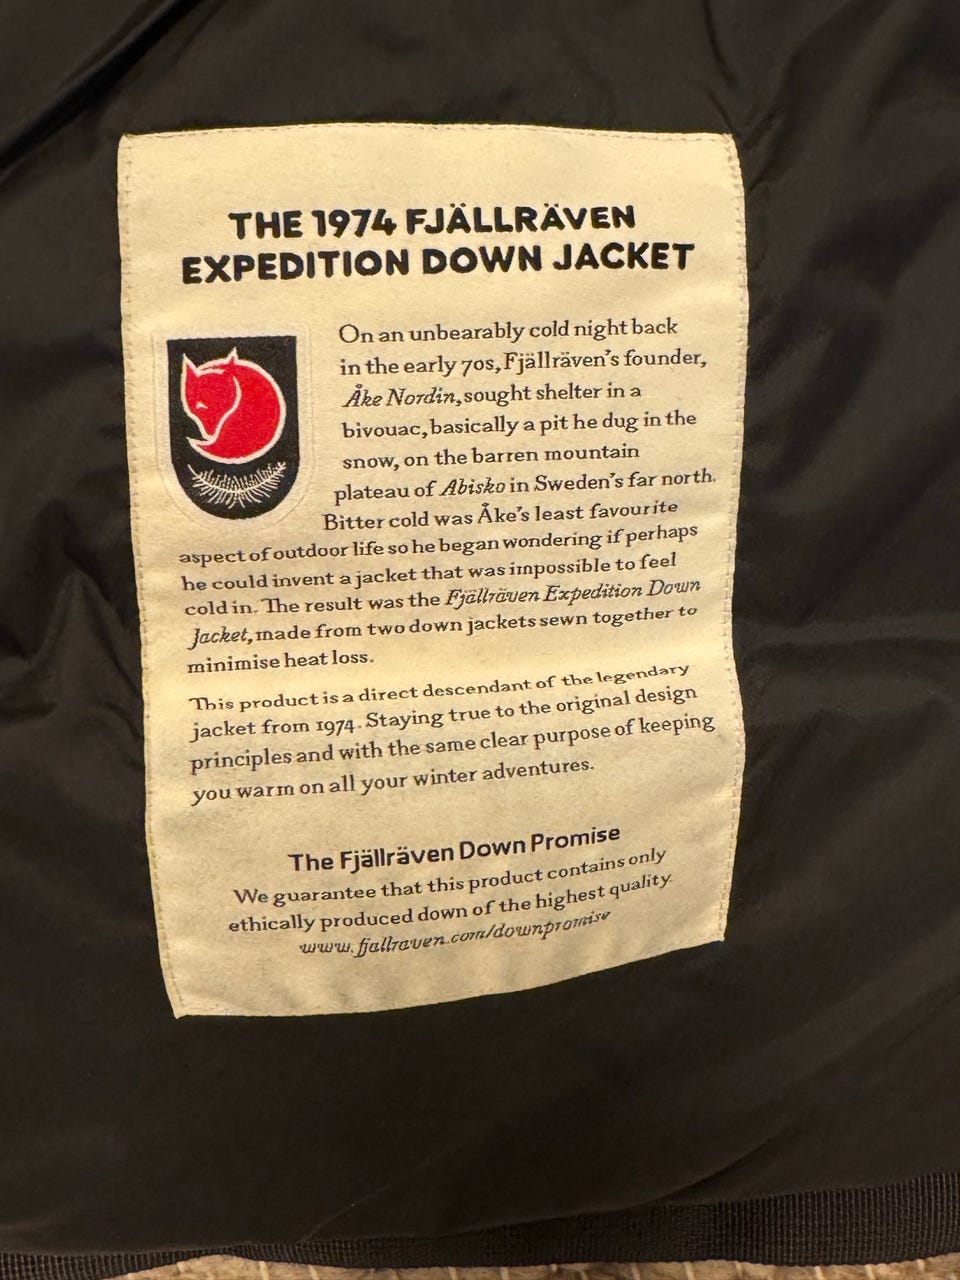 THE 1974 FJÄLLRÄVEN
EXPEDITION DOWN JACKET
On an unbearably cold night back
in the early 70s, Fjällräven's founder,
Åke Nordin, sought shelter in a
bivouac, basically a pit he dug in the
snow, on the barren mountain
plateau of Abisko in Sweden's far north.
Bitter cold was Åke's least favourite
aspect of outdoor life so he began wondering if perhaps
he could invent a jacket that was impossible to feel
cold in. The result was the Fjällräven Expedition Down
Jacket, made from two down jackets sewn together to
minimise heat loss.
This product is a direct descendant of the legendary
jacket from 1974. Staying true to the original design
principles and with the same clear purpose of keeping
you warm on all your winter adventures.
The Fjällräven Down Promise
We guarantee that this product contains only
ethically produced down of the highest quality.
www.fjallraven.com/downpromise